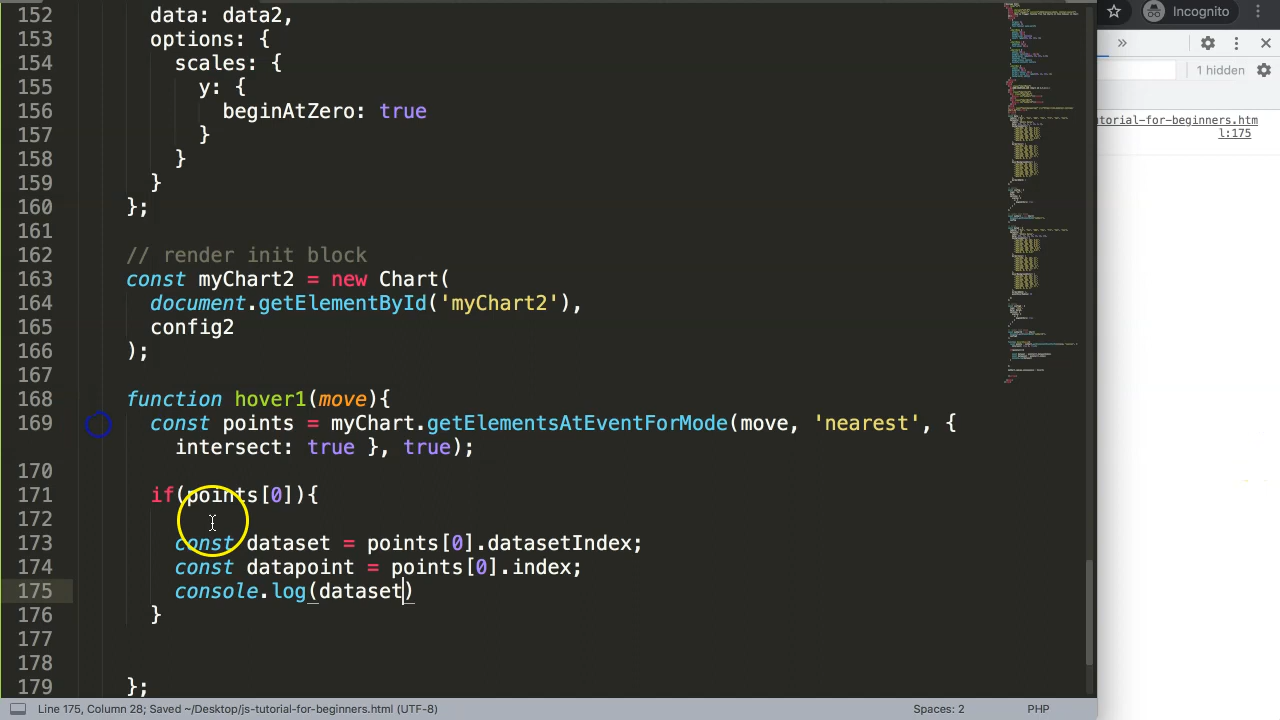 152 data: data2,
153 options: {
154 scales: {
155 y: {
156 beginAtZero: true
157 }
158 }
159 }
160 };
161
162 // render init block
163 const myChart2 = new Chart(
164 document.getElementById('myChart2'),
165 config2
166 );
167
168 function hover1(move){
169 const points = myChart.getElementsAtEventForMode(move, 'nearest', {
intersect: true }, true);
170
171 if(points[0]){
172
173 const dataset = points[0].datasetIndex;
174 const datapoint = points[0].index;
175 console.log(dataset)
176 }
177
178
179 };
Line 175, Column 28; Saved ~/Desktop/js-tutorial-for-beginners.html (UTF-8)
Spaces: 2
PHP
Incognito
1 hidden
utorial-for-beginners.htm
l:175